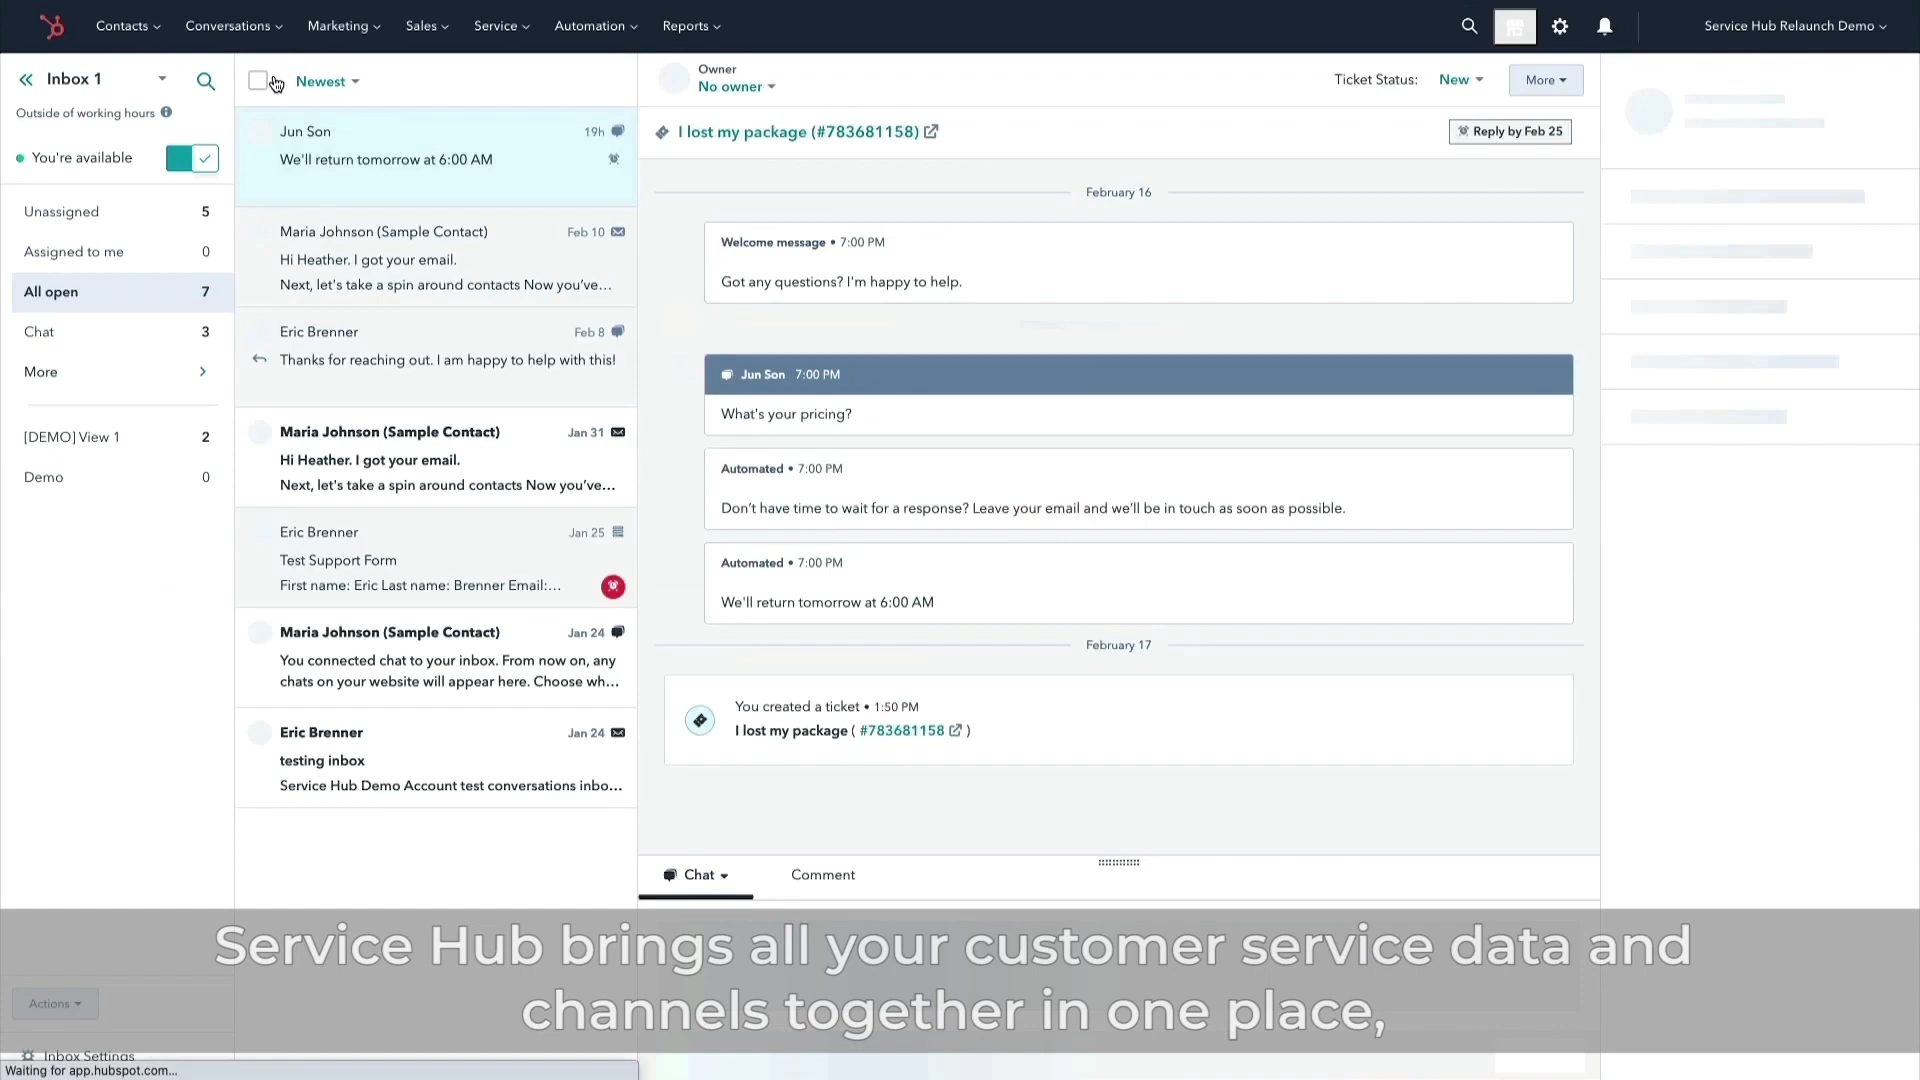 Contacts Conversations Marketing Sales Service Automation Reports Service Hub Relaunch Demo
Inbox 1
Outside of working hours
You're available
Unassigned 5
Assigned to me 0
All open 7
Chat 3
More
[DEMO] View 1 2
Demo 0
Actions
Inbox Settings
Waiting for app.hubspot.com...
Newest
Jun Son 19h
We'll return tomorrow at 6:00 AM
Maria Johnson (Sample Contact) Feb 10
Hi Heather. I got your email.
Next, let's take a spin around contacts Now you've...
Eric Brenner Feb 8
Thanks for reaching out. I am happy to help with this!
Maria Johnson (Sample Contact) Jan 31
Hi Heather. I got your email.
Next, let's take a spin around contacts Now you've...
Eric Brenner Jan 25
Test Support Form
First name: Eric Last name: Brenner Email:...
Maria Johnson (Sample Contact) Jan 24
You connected chat to your inbox. From now on, any
chats on your website will appear here. Choose wh...
Eric Brenner Jan 24
testing inbox
Service Hub Demo Account test conversations inbo...
Owner
No owner
Ticket Status: New More
I lost my package (#783681158) Reply by Feb 25
February 16
Welcome message • 7:00 PM
Got any questions? I'm happy to help.
Jun Son 7:00 PM
What's your pricing?
Automated • 7:00 PM
Don't have time to wait for a response? Leave your email and we'll be in touch as soon as possible.
Automated • 7:00 PM
We'll return tomorrow at 6:00 AM
February 17
You created a ticket • 1:50 PM
I lost my package ( #783681158 )
Chat Comment
Service Hub brings all your customer service data and
channels together in one place,